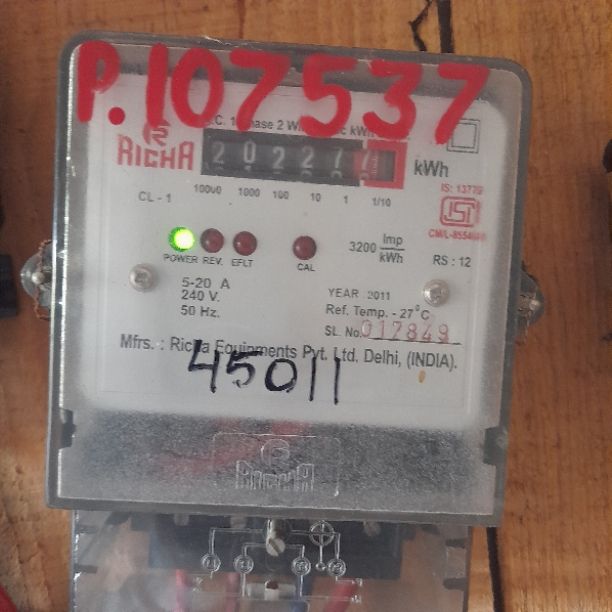 P.107537
RICHA
20227 7 kWh
10000 1000 100 10 1 1/10
CL - 1
IS: 13779
ISI
3200 Imp/kWh
POWER REV. EFLT CAL
RS : 12
5-20 A
240 V.
50 Hz.
YEAR 2011
Ref. Temp. - 27°C
SL. No. 017849
Mfrs. : Richa Equipments Pvt. Ltd. Delhi, (INDIA).
45011
RICHA